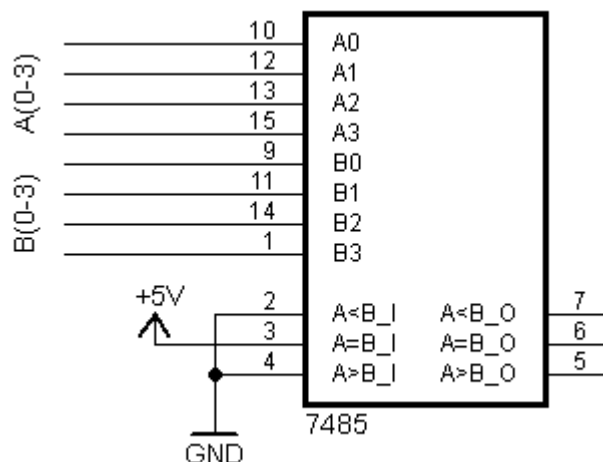 A(0-3)
B(0-3)
10 A0
12 A1
13 A2
15 A3
9 B0
11 B1
14 B2
1 B3
+5V
2 A<B_I A<B_O 7
3 A=B_I A=B_O 6
4 A>B_I A>B_O 5
7485
GND